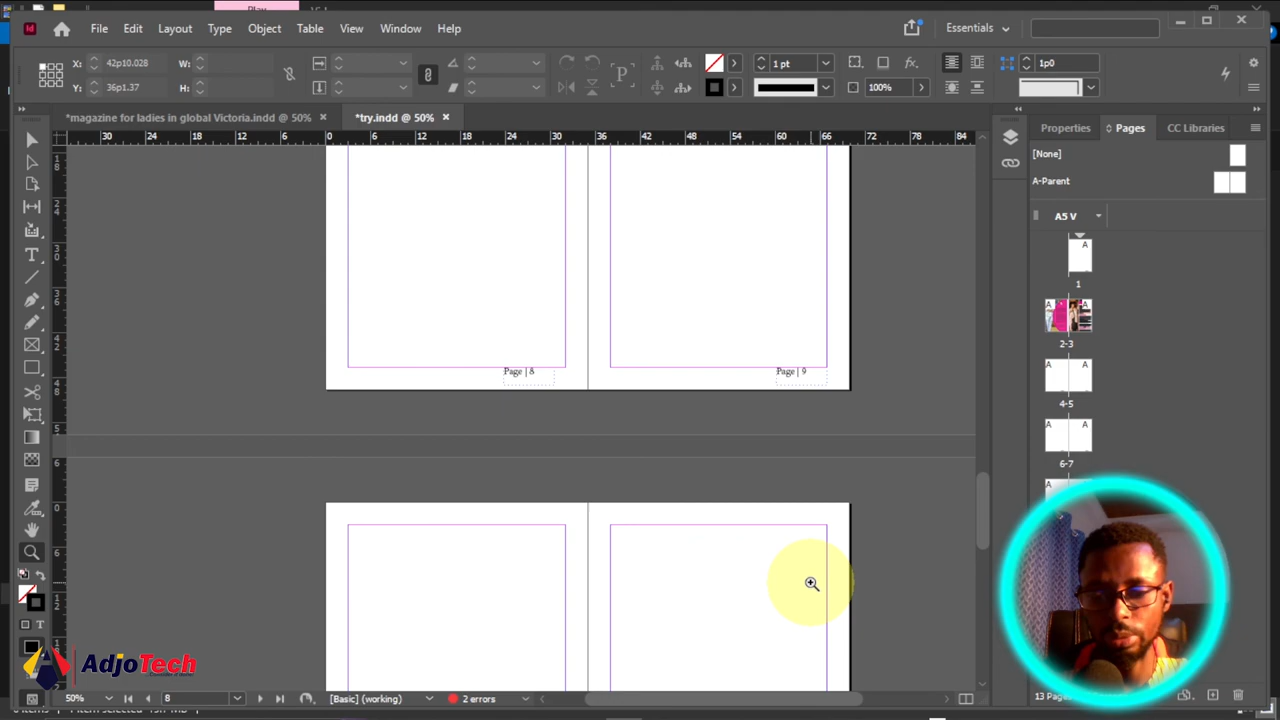 File Edit Layout Type Object Table View Window Help
Essentials
X: 42p10.028
W:
Y: 36p1.37
H:
1 pt
100%
1p0
*magazine for ladies in global Victoria.indd @ 50%
*try.indd @ 50%
Properties
Pages
CC Libraries
30 24 18 12 6 0 6 12 18 24 30 36 42 48 54 60 66 72 78 84
[None]
A-Parent
A5 V
A
1
A A
2-3
A A
4-5
A A
6-7
Page | 8
Page | 9
AdjoTech
50%
8
[Basic] (working)
2 errors
13 Pages